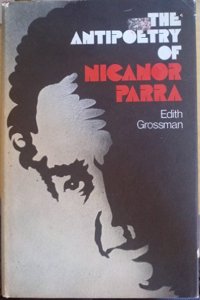 THE
ANTIPOETRY
OF
NICANOR
PARRA
Edith
Grossman